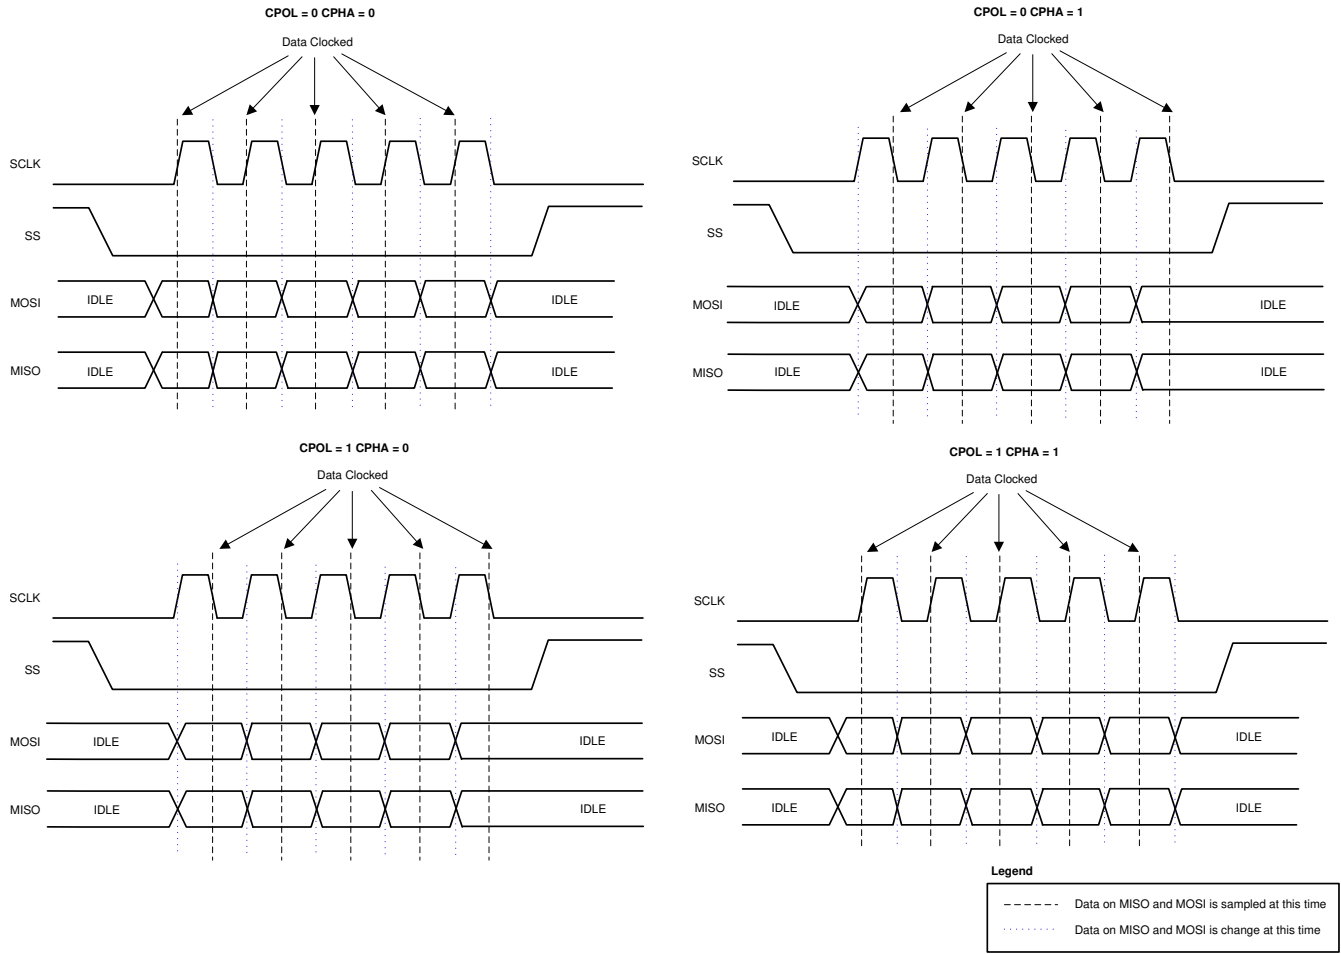 CPOL = 0 CPHA = 0
Data Clocked
SCLK
SS
MOSI IDLE IDLE
MISO IDLE IDLE
CPOL = 0 CPHA = 1
Data Clocked
SCLK
SS
MOSI IDLE IDLE
MISO IDLE IDLE
CPOL = 1 CPHA = 0
Data Clocked
SCLK
SS
MOSI IDLE IDLE
MISO IDLE IDLE
CPOL = 1 CPHA = 1
Data Clocked
SCLK
SS
MOSI IDLE IDLE
MISO IDLE IDLE
Legend
Data on MISO and MOSI is sampled at this time
Data on MISO and MOSI is change at this time